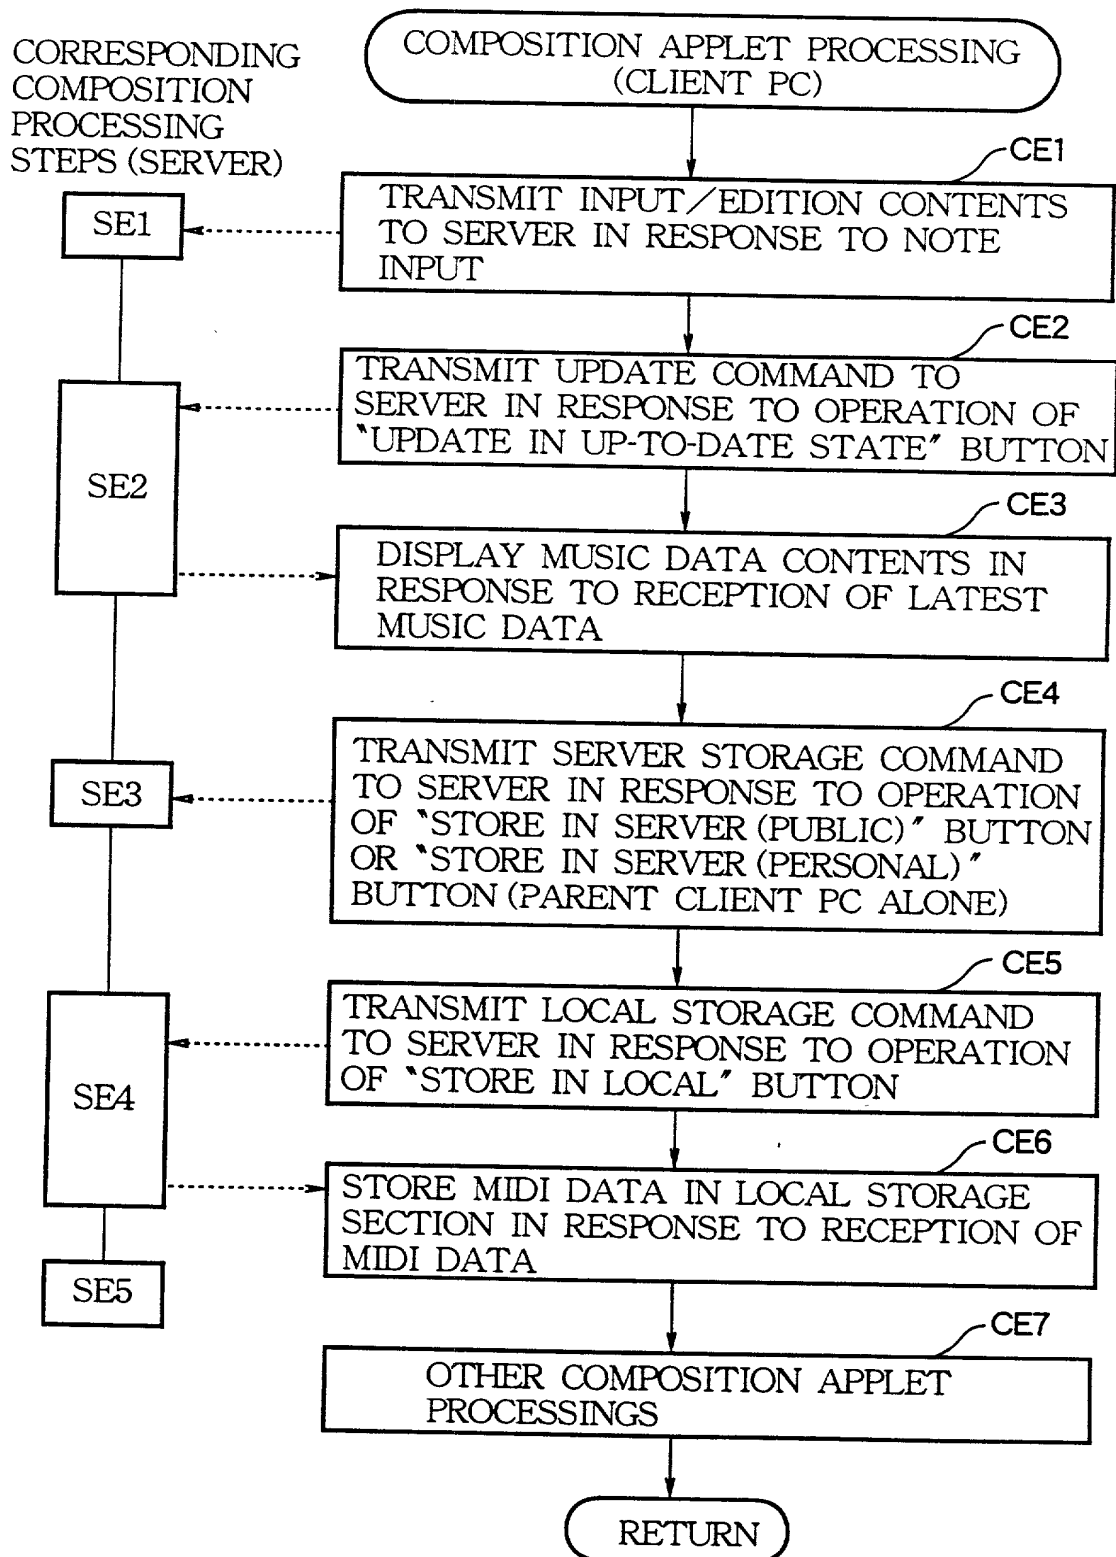 CORRESPONDING
COMPOSITION
PROCESSING
STEPS (SERVER)
COMPOSITION APPLET PROCESSING
(CLIENT PC)
CE1
TRANSMIT INPUT/EDITION CONTENTS
TO SERVER IN RESPONSE TO NOTE
INPUT
SE1
CE2
TRANSMIT UPDATE COMMAND TO
SERVER IN RESPONSE TO OPERATION OF
"UPDATE IN UP-TO-DATE STATE" BUTTON
SE2
CE3
DISPLAY MUSIC DATA CONTENTS IN
RESPONSE TO RECEPTION OF LATEST
MUSIC DATA
CE4
TRANSMIT SERVER STORAGE COMMAND
TO SERVER IN RESPONSE TO OPERATION
OF "STORE IN SERVER (PUBLIC)" BUTTON
OR "STORE IN SERVER (PERSONAL)"
BUTTON (PARENT CLIENT PC ALONE)
SE3
CE5
TRANSMIT LOCAL STORAGE COMMAND
TO SERVER IN RESPONSE TO OPERATION
OF "STORE IN LOCAL" BUTTON
SE4
CE6
STORE MIDI DATA IN LOCAL STORAGE
SECTION IN RESPONSE TO RECEPTION OF
MIDI DATA
SE5
CE7
OTHER COMPOSITION APPLET
PROCESSINGS
RETURN